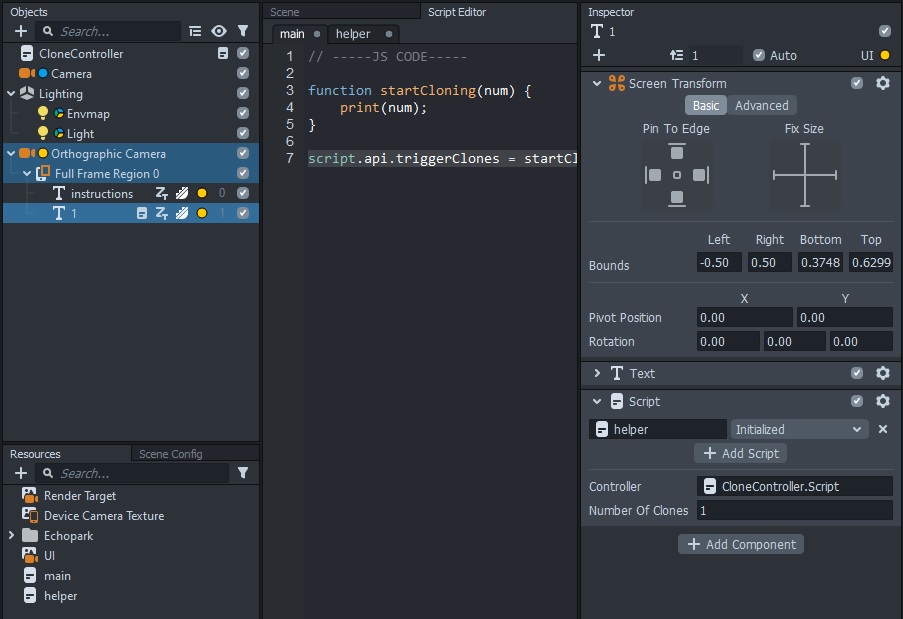 Objects
Search...
CloneController
Camera
Lighting
Envmap
Light
Orthographic Camera
Full Frame Region 0
instructions 0
1 1
Resources Scene Config
Search...
Render Target
Device Camera Texture
Echopark
UI
main
helper
Scene Script Editor
main helper
1 // -----JS CODE-----
2
3 function startCloning(num) {
4 print(num);
5 }
6
7 script.api.triggerClones = startCl
Inspector
1
1 Auto UI
Screen Transform
Basic Advanced
Pin To Edge Fix Size
Left Right Bottom Top
Bounds -0.50 0.50 0.3748 0.6299
X Y
Pivot Position 0.00 0.00
Rotation 0.00 0.00 0.00
Text
Script
helper Initialized
+ Add Script
Controller CloneController.Script
Number Of Clones 1
+ Add Component